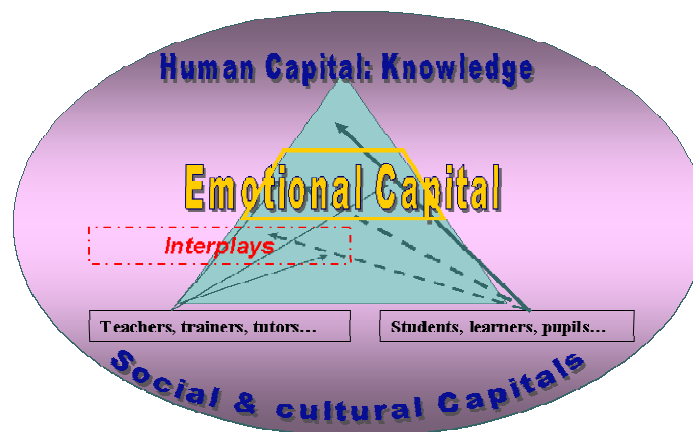 Human Capital: Knowledge
Emotional Capital
Interplays
Teachers, trainers, tutors...
Students, learners, pupils...
Social & cultural Capitals